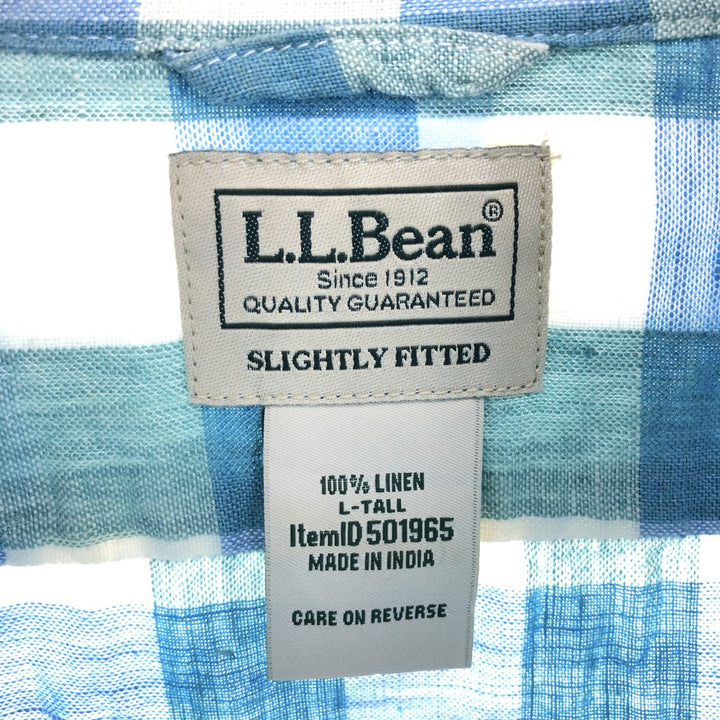 L.L.Bean®
Since 1912
QUALITY GUARANTEED
SLIGHTLY FITTED
100% LINEN
L-TALL
ItemID 501965
MADE IN INDIA
CARE ON REVERSE